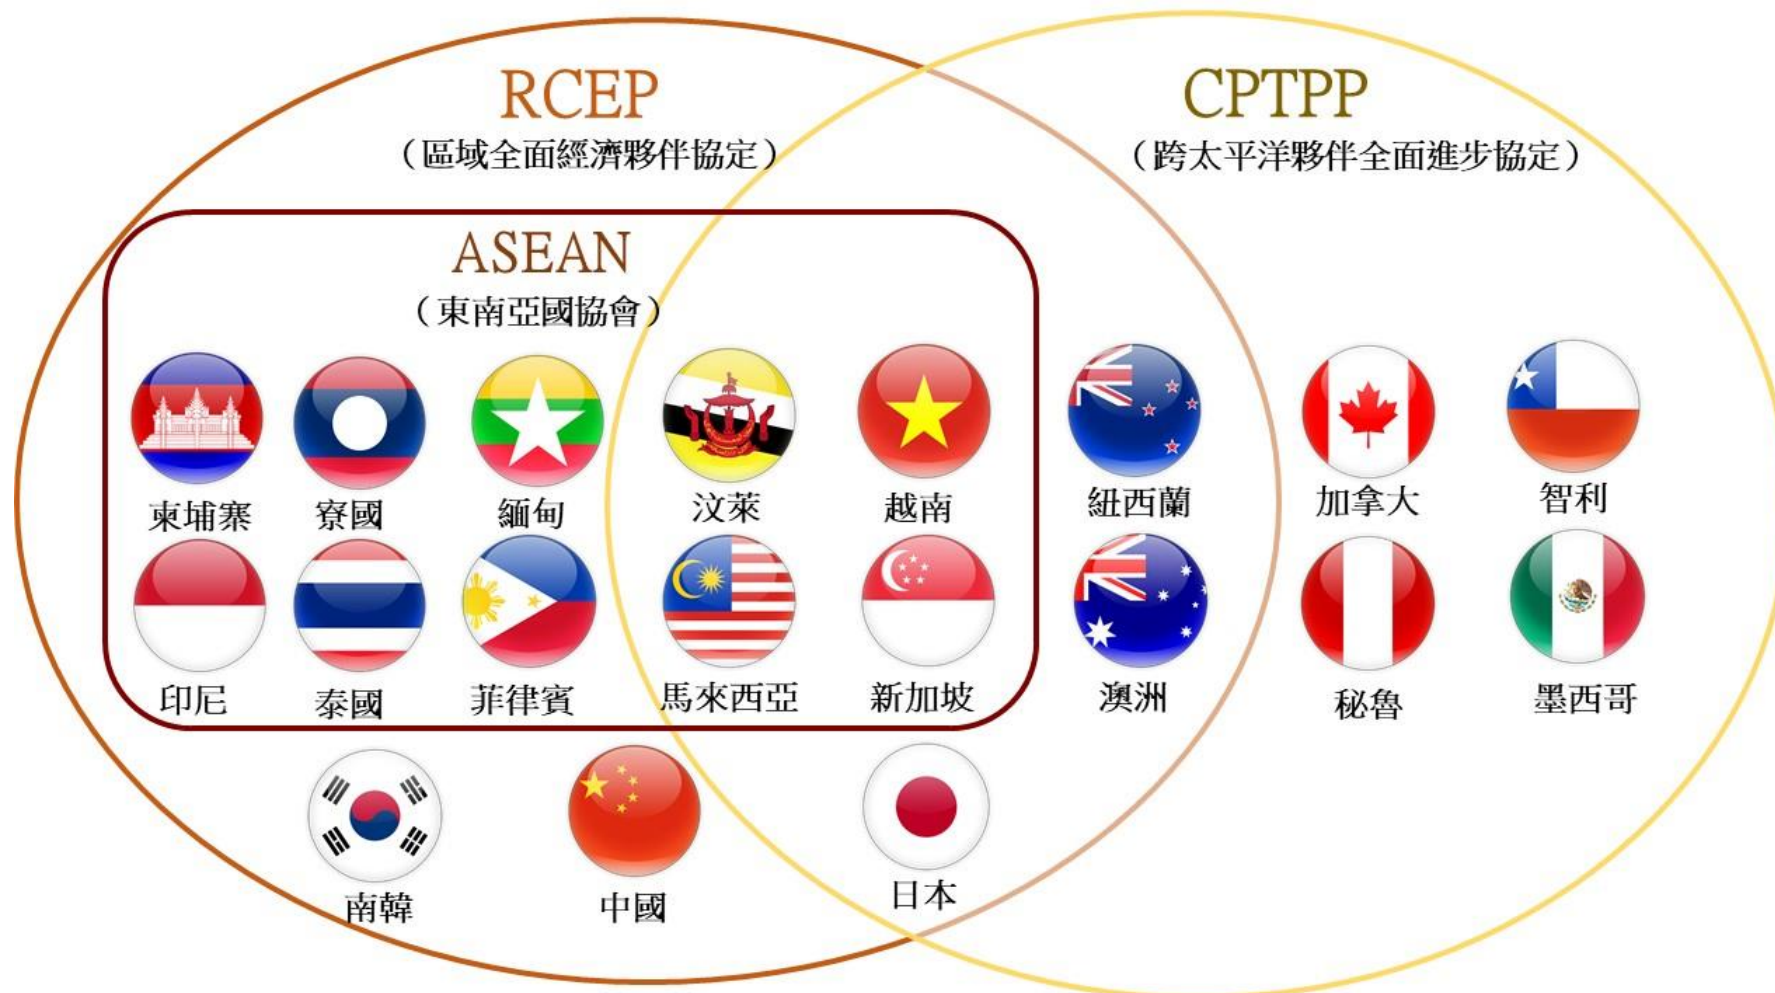 RCEP
（區域全面經濟夥伴協定）
CPTPP
（跨太平洋夥伴全面進步協定）
ASEAN
（東南亞國協會）
柬埔寨
寮國
緬甸
汶萊
越南
紐西蘭
加拿大
智利
印尼
泰國
菲律賓
馬來西亞
新加坡
澳洲
秘魯
墨西哥
南韓
中國
日本